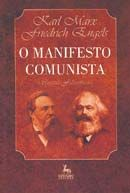 Karl Marx
Friedrich Engels
O MANIFESTO
COMUNISTA